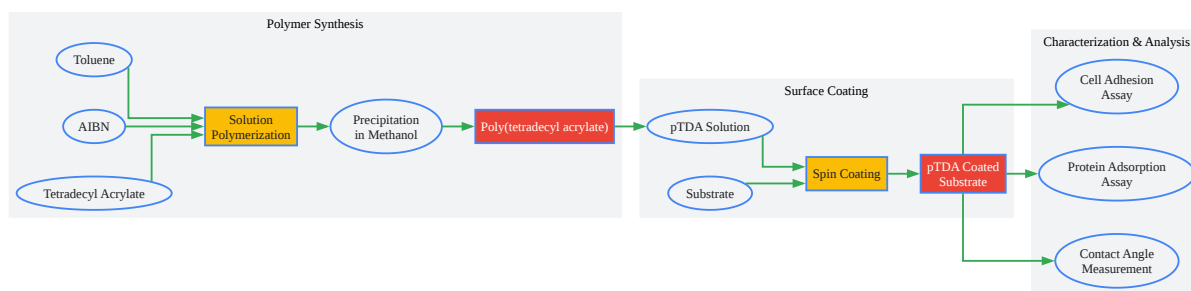 Polymer Synthesis
Toluene
AIBN
Tetradecyl Acrylate
Solution
Polymerization
Precipitation
in Methanol
Poly(tetradecyl acrylate)
Surface Coating
pTDA Solution
Substrate
Spin Coating
pTDA Coated
Substrate
Characterization & Analysis
Cell Adhesion
Assay
Protein Adsorption
Assay
Contact Angle
Measurement